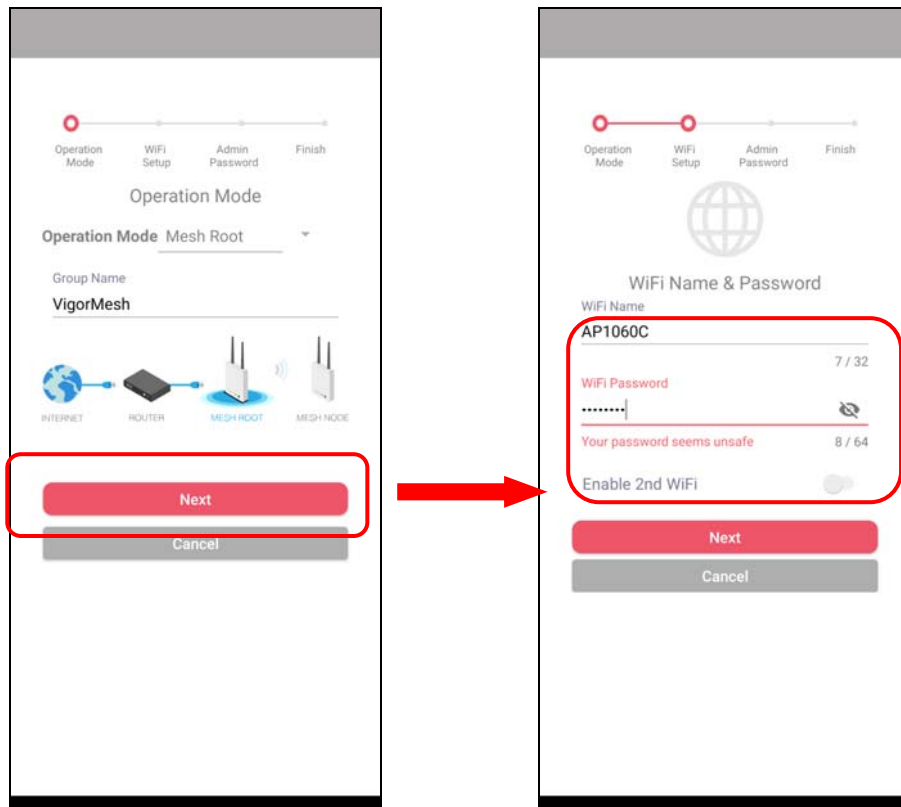 Operation Mode
WiFi Setup
Admin Password
Finish
Operation Mode
Operation Mode Mesh Root
Group Name
VigorMesh
INTERNET ROUTER MESH ROOT MESH NODE
Next
Cancel
Operation Mode
WiFi Setup
Admin Password
Finish
WiFi Name & Password
WiFi Name
AP1060C
7 / 32
WiFi Password
••••••••
Your password seems unsafe 8 / 64
Enable 2nd WiFi
Next
Cancel